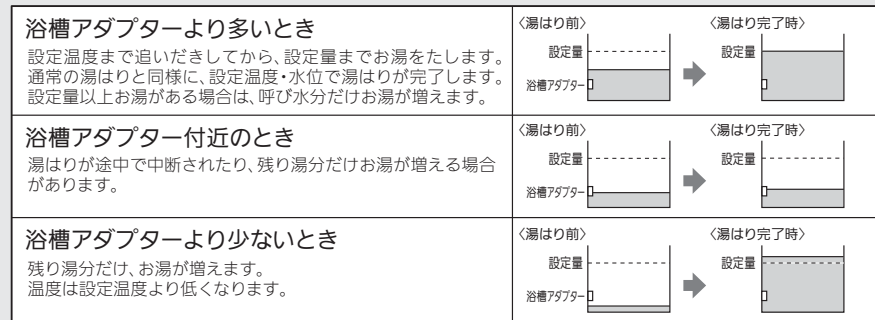 浴槽アダプターより多いとき
設定温度まで追いだきしてから、設定量までお湯をたします。
通常の湯はりと同様に、設定温度・水位で湯はりが完了します。
設定量以上お湯がある場合は、呼び水分だけお湯が増えます。
〈湯はり前〉
設定量
浴槽アダプター
〈湯はり完了時〉
設定量
浴槽アダプター付近のとき
湯はりが途中で中断されたり、残り湯分だけお湯が増える場合
があります。
〈湯はり前〉
設定量
浴槽アダプター
〈湯はり完了時〉
設定量
浴槽アダプターより少ないとき
残り湯分だけ、お湯が増えます。
温度は設定温度より低くなります。
〈湯はり前〉
設定量
浴槽アダプター
〈湯はり完了時〉
設定量